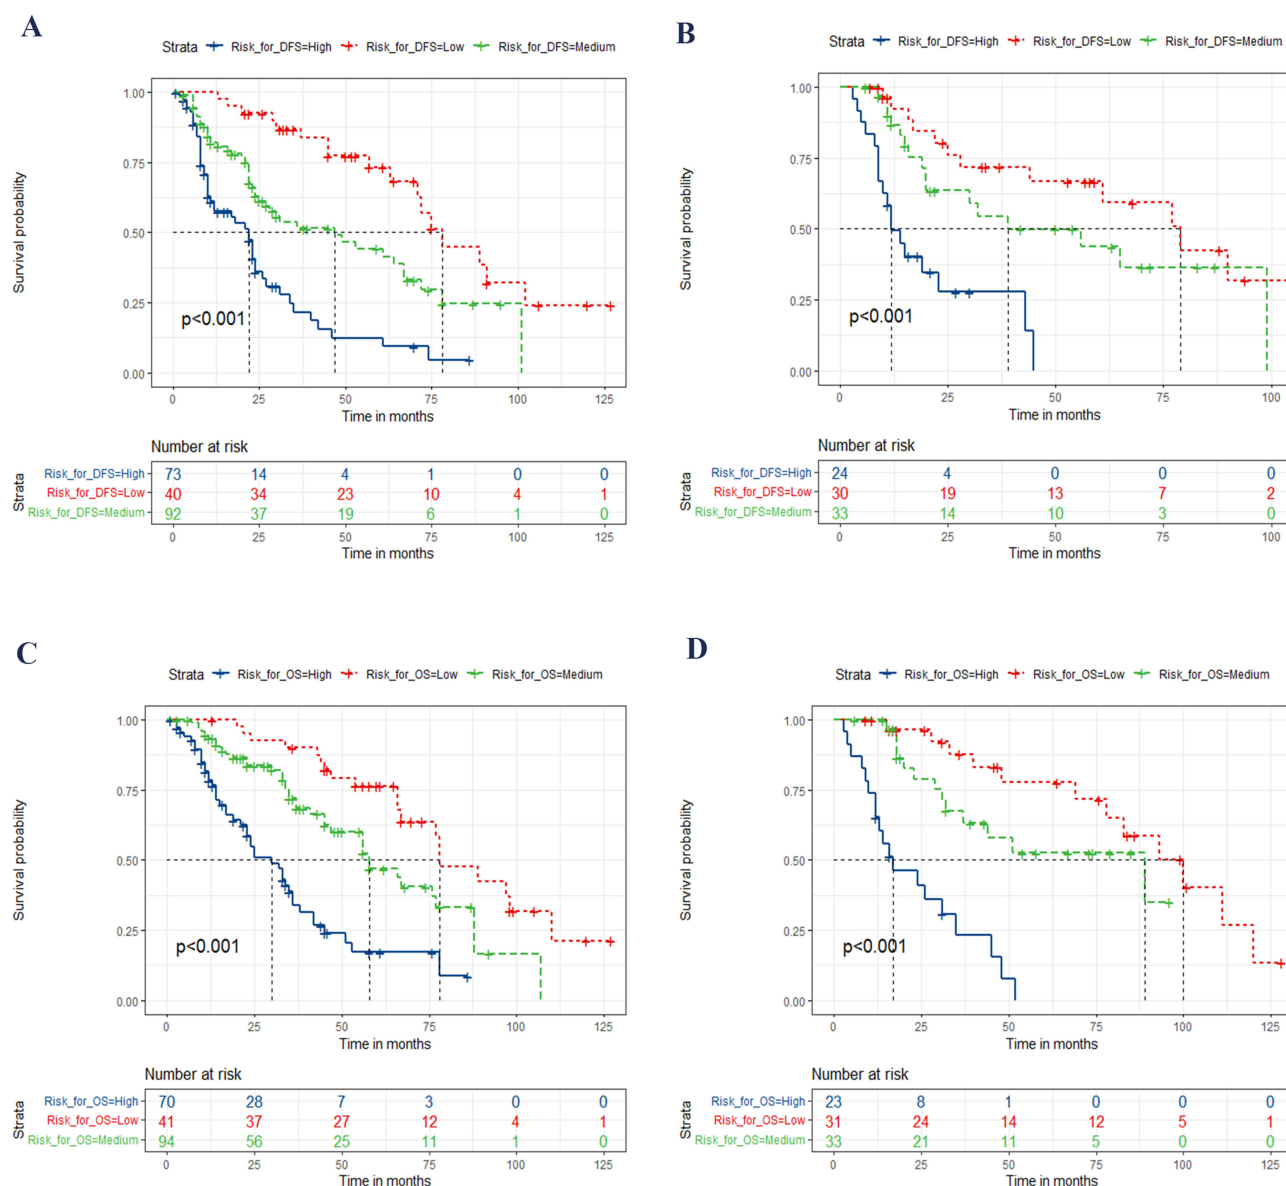 A
Strata Risk_for_DFS=High Risk_for_DFS=Low Risk_for_DFS=Medium
Survival probability
1.00
0.75
0.50
0.25
0.00
p<0.001
0 25 50 75 100 125
Time in months
Number at risk
Strata
Risk_for_DFS=High 73 14 4 1 0 0
Risk_for_DFS=Low 40 34 23 10 4 1
Risk_for_DFS=Medium 92 37 19 6 1 0
0 25 50 75 100 125
Time in months
B
Strata Risk_for_DFS=High Risk_for_DFS=Low Risk_for_DFS=Medium
Survival probability
1.00
0.75
0.50
0.25
0.00
p<0.001
0 25 50 75 100
Time in months
Number at risk
Strata
Risk_for_DFS=High 24 4 0 0 0
Risk_for_DFS=Low 30 19 13 7 2
Risk_for_DFS=Medium 33 14 10 3 0
0 25 50 75 100
Time in months
C
Strata Risk_for_OS=High Risk_for_OS=Low Risk_for_OS=Medium
Survival probability
1.00
0.75
0.50
0.25
0.00
p<0.001
0 25 50 75 100 125
Time in months
Number at risk
Strata
Risk_for_OS=High 70 28 7 3 0 0
Risk_for_OS=Low 41 37 27 12 4 1
Risk_for_OS=Medium 94 56 25 11 1 0
0 25 50 75 100 125
Time in months
D
Strata Risk_for_OS=High Risk_for_OS=Low Risk_for_OS=Medium
Survival probability
1.00
0.75
0.50
0.25
0.00
p<0.001
0 25 50 75 100 125
Time in months
Number at risk
Strata
Risk_for_OS=High 23 8 1 0 0 0
Risk_for_OS=Low 31 24 14 12 5 1
Risk_for_OS=Medium 33 21 11 5 0 0
0 25 50 75 100 125
Time in months